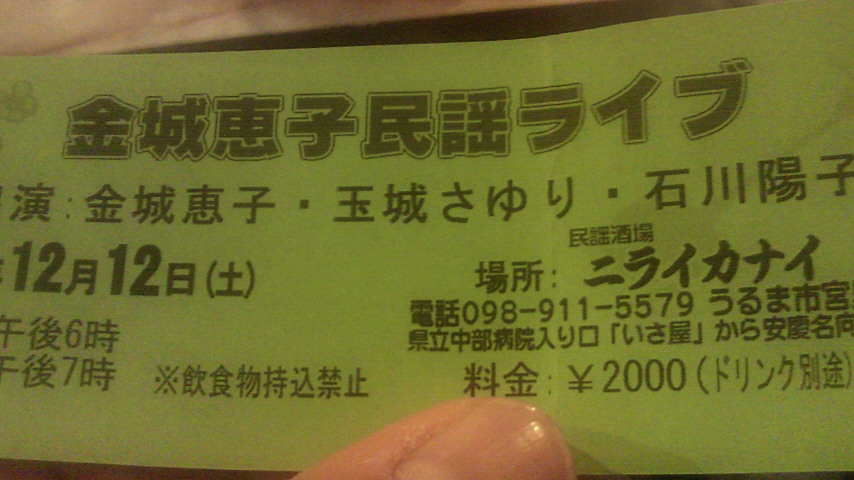 金城恵子民謡ライブ
演:金城恵子・玉城さゆり・石川陽子
12月12日(土)
民謡酒場
場所: ニライカナイ
電話098-911-5579 うるま市宮里
県立中部病院入り口「いさ屋」から安慶名向
午後6時
午後7時
※飲食物持込禁止
料金:¥2000(ドリンク別途)